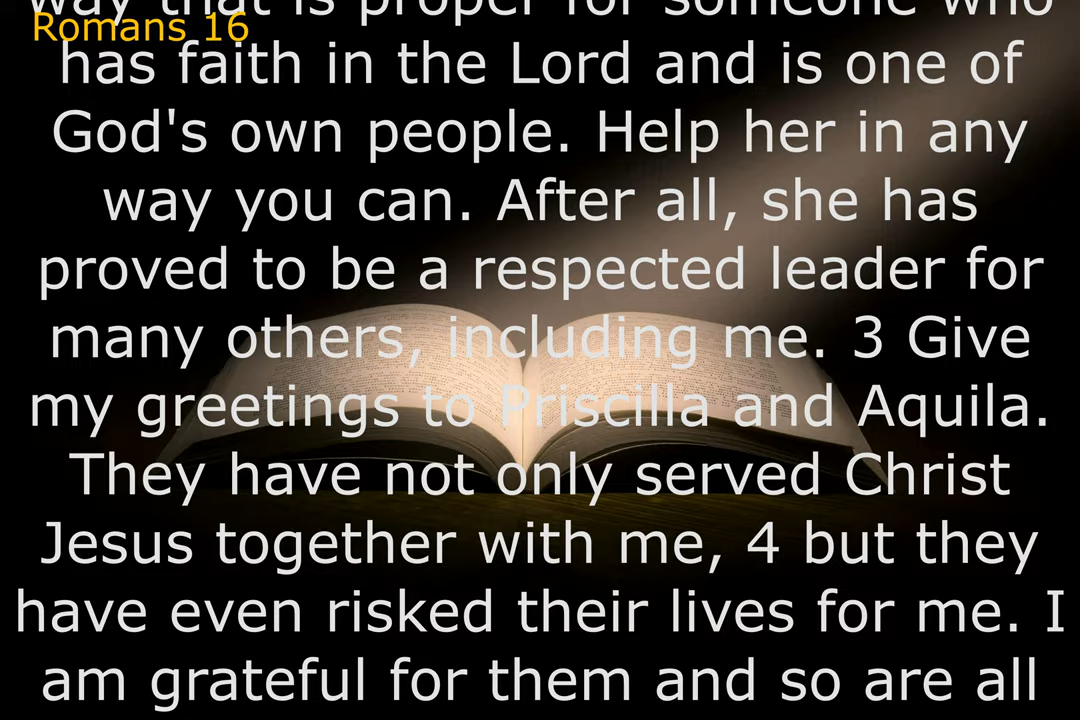 way that is proper for someone who
Romans 16
has faith in the Lord and is one of
God's own people. Help her in any
way you can. After all, she has
proved to be a respected leader for
many others, including me. 3 Give
my greetings to Priscilla and Aquila.
They have not only served Christ
Jesus together with me, 4 but they
have even risked their lives for me. I
am grateful for them and so are all